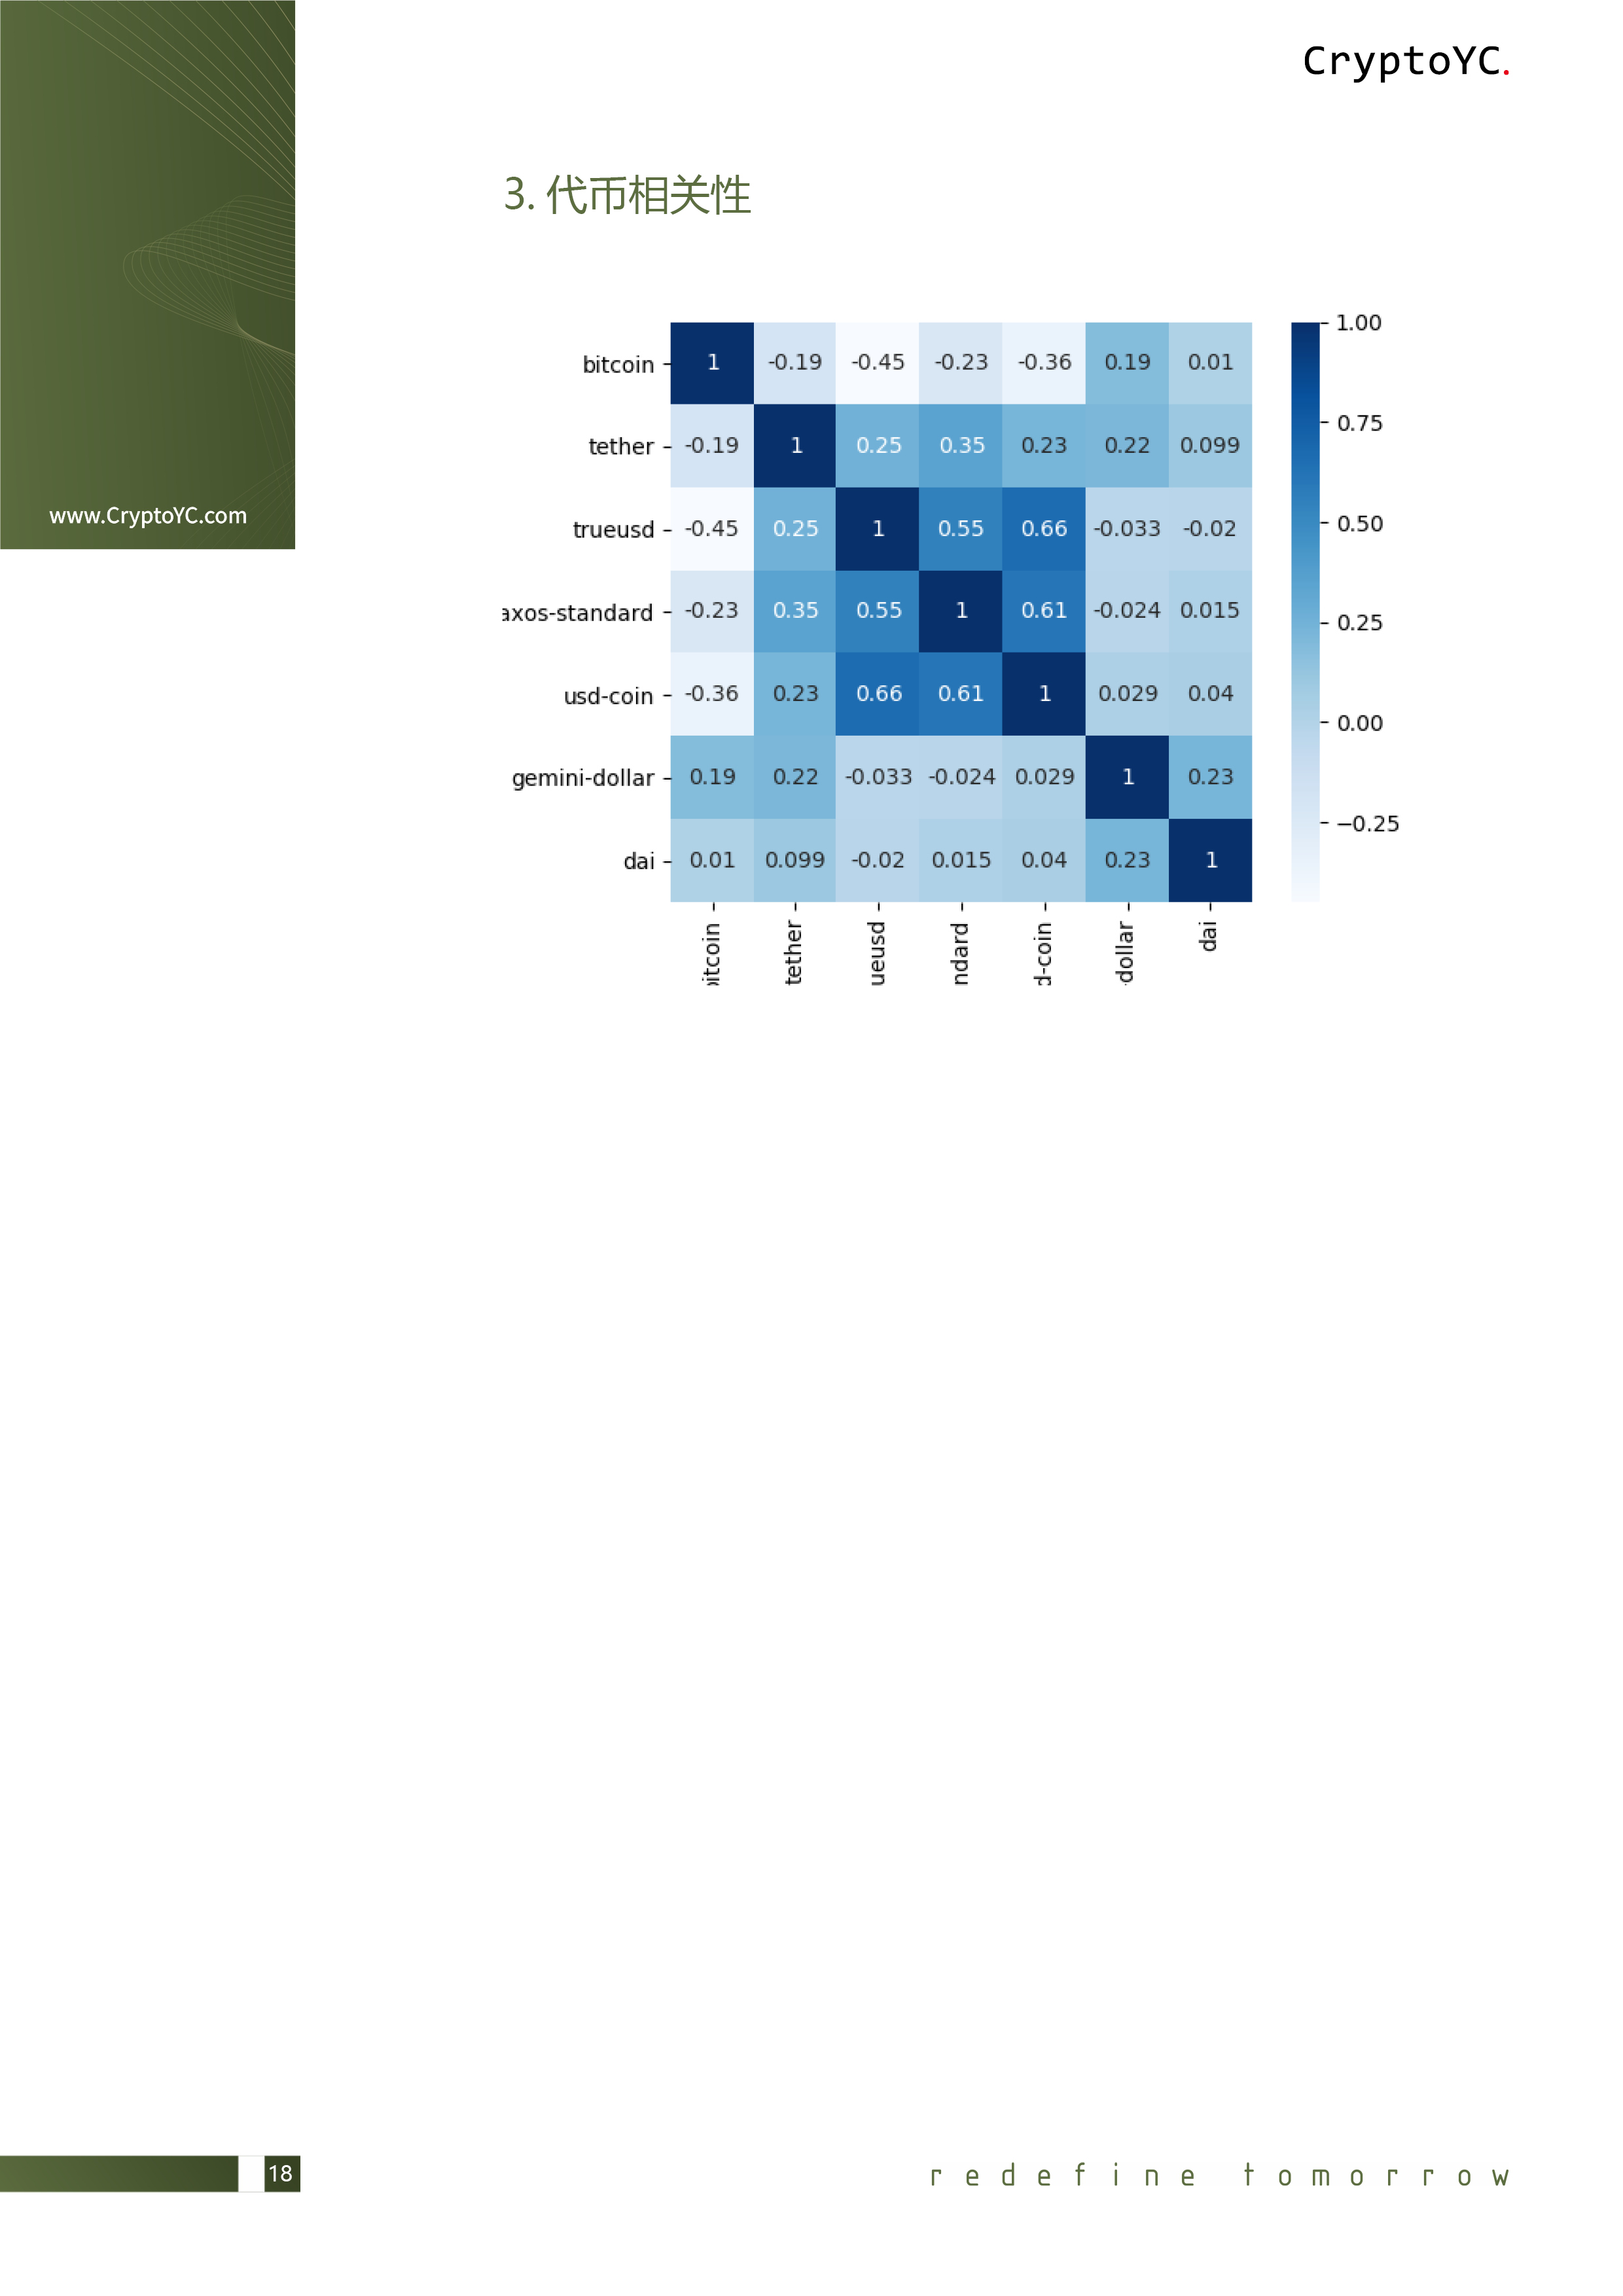 CryptoYC.
www.CryptoYC.com
3. 代币相关性
bitcoin 1 -0.19 -0.45 -0.23 -0.36 0.19 0.01
tether -0.19 1 0.25 0.35 0.23 0.22 0.099
trueusd -0.45 0.25 1 0.55 0.66 -0.033 -0.02
axos-standard -0.23 0.35 0.55 1 0.61 -0.024 0.015
usd-coin -0.36 0.23 0.66 0.61 1 0.029 0.04
gemini-dollar 0.19 0.22 -0.033 -0.024 0.029 1 0.23
dai 0.01 0.099 -0.02 0.015 0.04 0.23 1
itcoin tether ueusd ndard d-coin -dollar dai
1.00
0.75
0.50
0.25
0.00
−0.25
18
redefine tomorrow